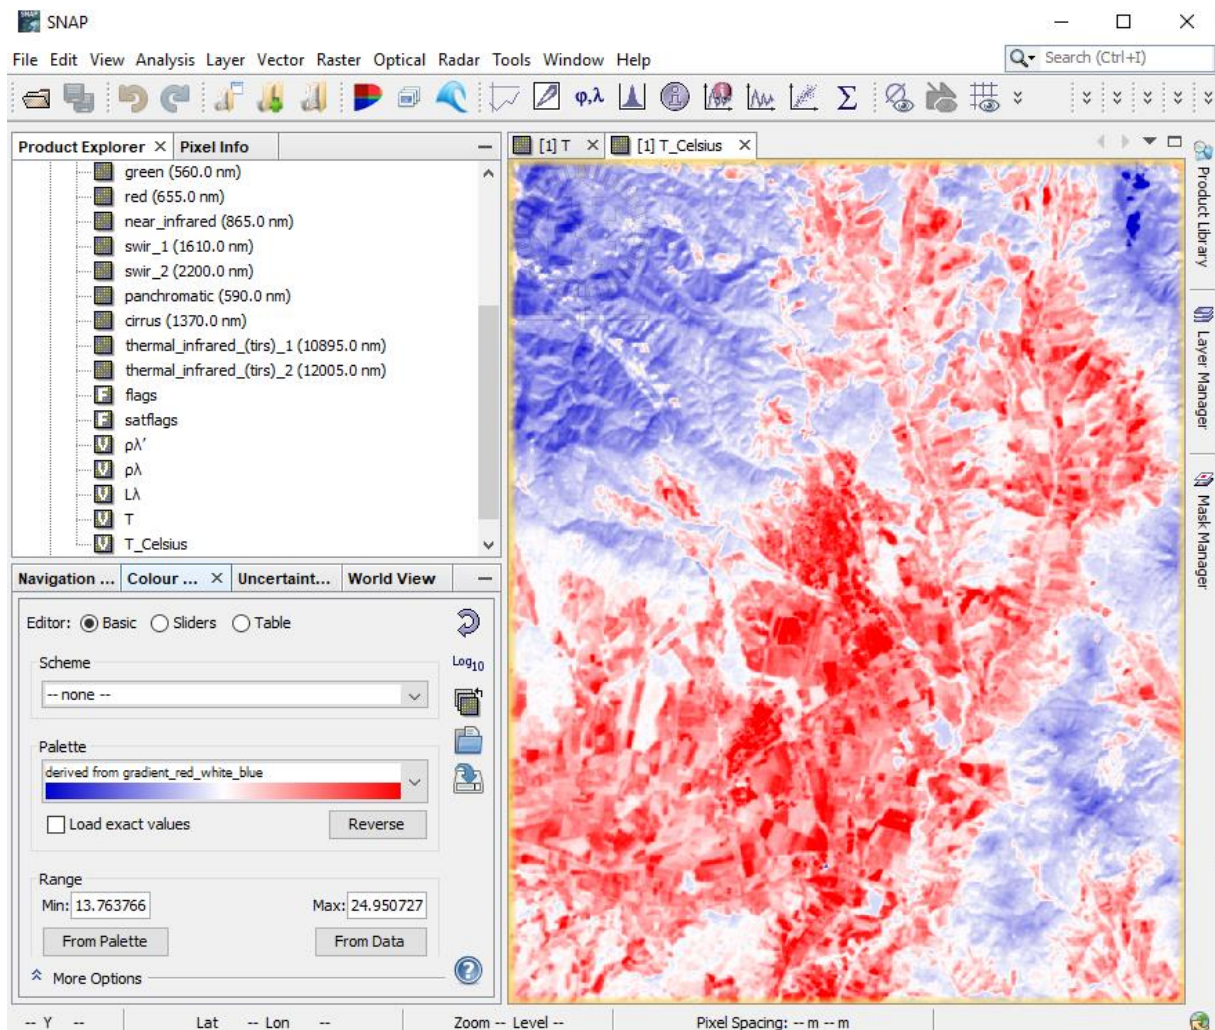 SNAP
File Edit View Analysis Layer Vector Raster Optical Radar Tools Window Help
Search (Ctrl+I)
φ,λ
Σ
Product Explorer
Pixel Info
green (560.0 nm)
red (655.0 nm)
near_infrared (865.0 nm)
swir_1 (1610.0 nm)
swir_2 (2200.0 nm)
panchromatic (590.0 nm)
cirrus (1370.0 nm)
thermal_infrared_(tirs)_1 (10895.0 nm)
thermal_infrared_(tirs)_2 (12005.0 nm)
F flags
F satflags
V ρλ′
V ρλ
V Lλ
V T
V T_Celsius
[1] T
[1] T_Celsius
Product Library
Layer Manager
Mask Manager
Navigation ...
Colour ...
Uncertaint...
World View
Editor: Basic Sliders Table
Scheme
Log10
-- none --
Palette
derived from gradient_red_white_blue
Load exact values
Reverse
Range
Min: 13.763766
Max: 24.950727
From Palette
From Data
More Options
?
-- Y -- Lat -- Lon -- Zoom -- Level -- Pixel Spacing: -- m -- m